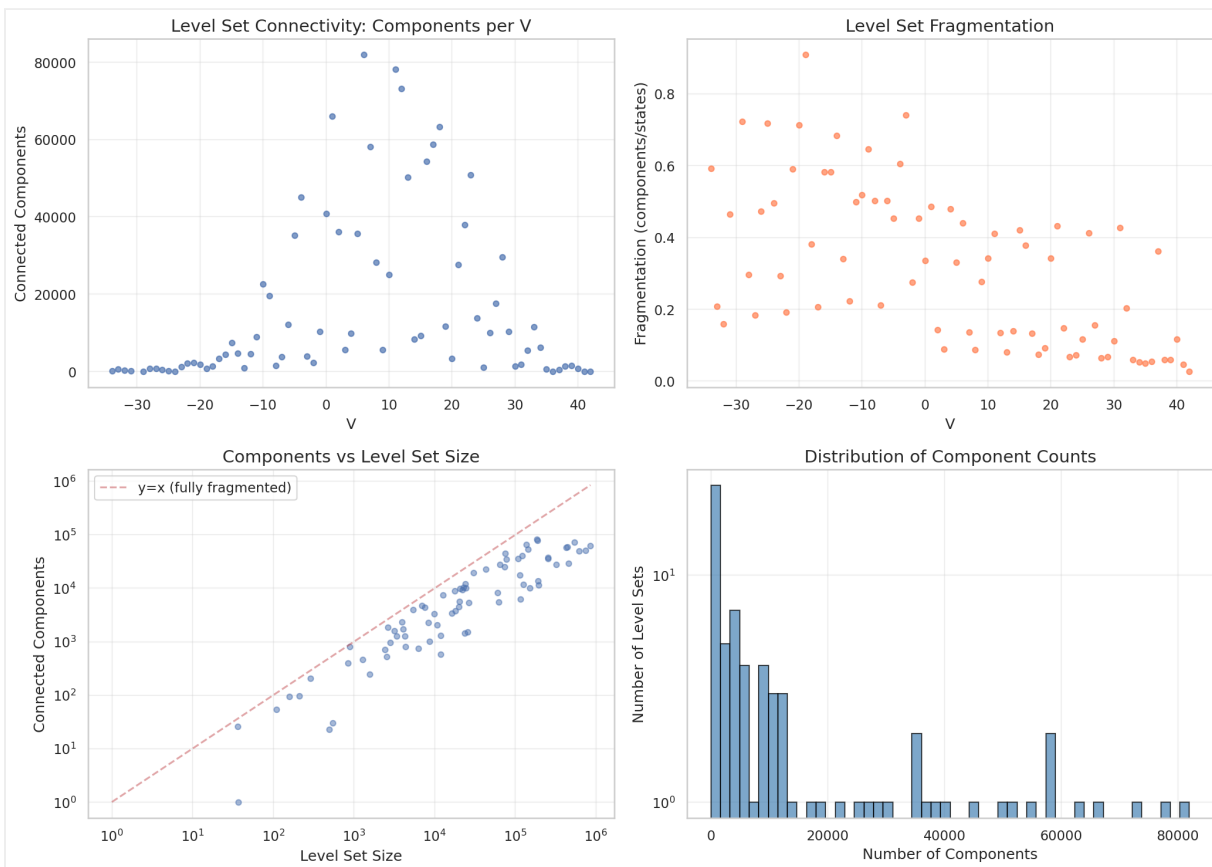 Level Set Connectivity: Components per V
Connected Components
80000
60000
40000
20000
0
−30 −20 −10 0 10 20 30 40
V
Level Set Fragmentation
Fragmentation (components/states)
0.8
0.6
0.4
0.2
0.0
−30 −20 −10 0 10 20 30 40
V
Components vs Level Set Size
y=x (fully fragmented)
Connected Components
10⁶
10⁵
10⁴
10³
10²
10¹
10⁰
10⁰ 10¹ 10² 10³ 10⁴ 10⁵ 10⁶
Level Set Size
Distribution of Component Counts
Number of Level Sets
10¹
10⁰
0 20000 40000 60000 80000
Number of Components